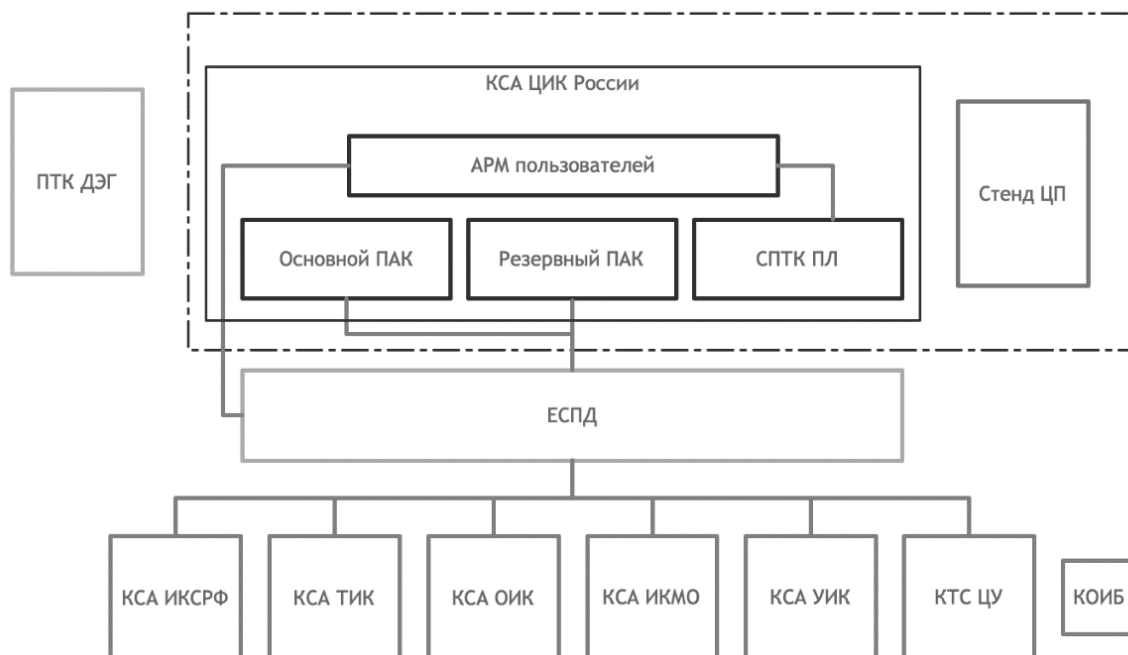 КСА ЦИК России
ПТК ДЭГ
АРМ пользователей
Стенд ЦП
Основной ПАК
Резервный ПАК
СПТК ПЛ
ЕСПД
КСА ИКСРФ
КСА ТИК
КСА ОИК
КСА ИКМО
КСА УИК
КТС ЦУ
КОИБ